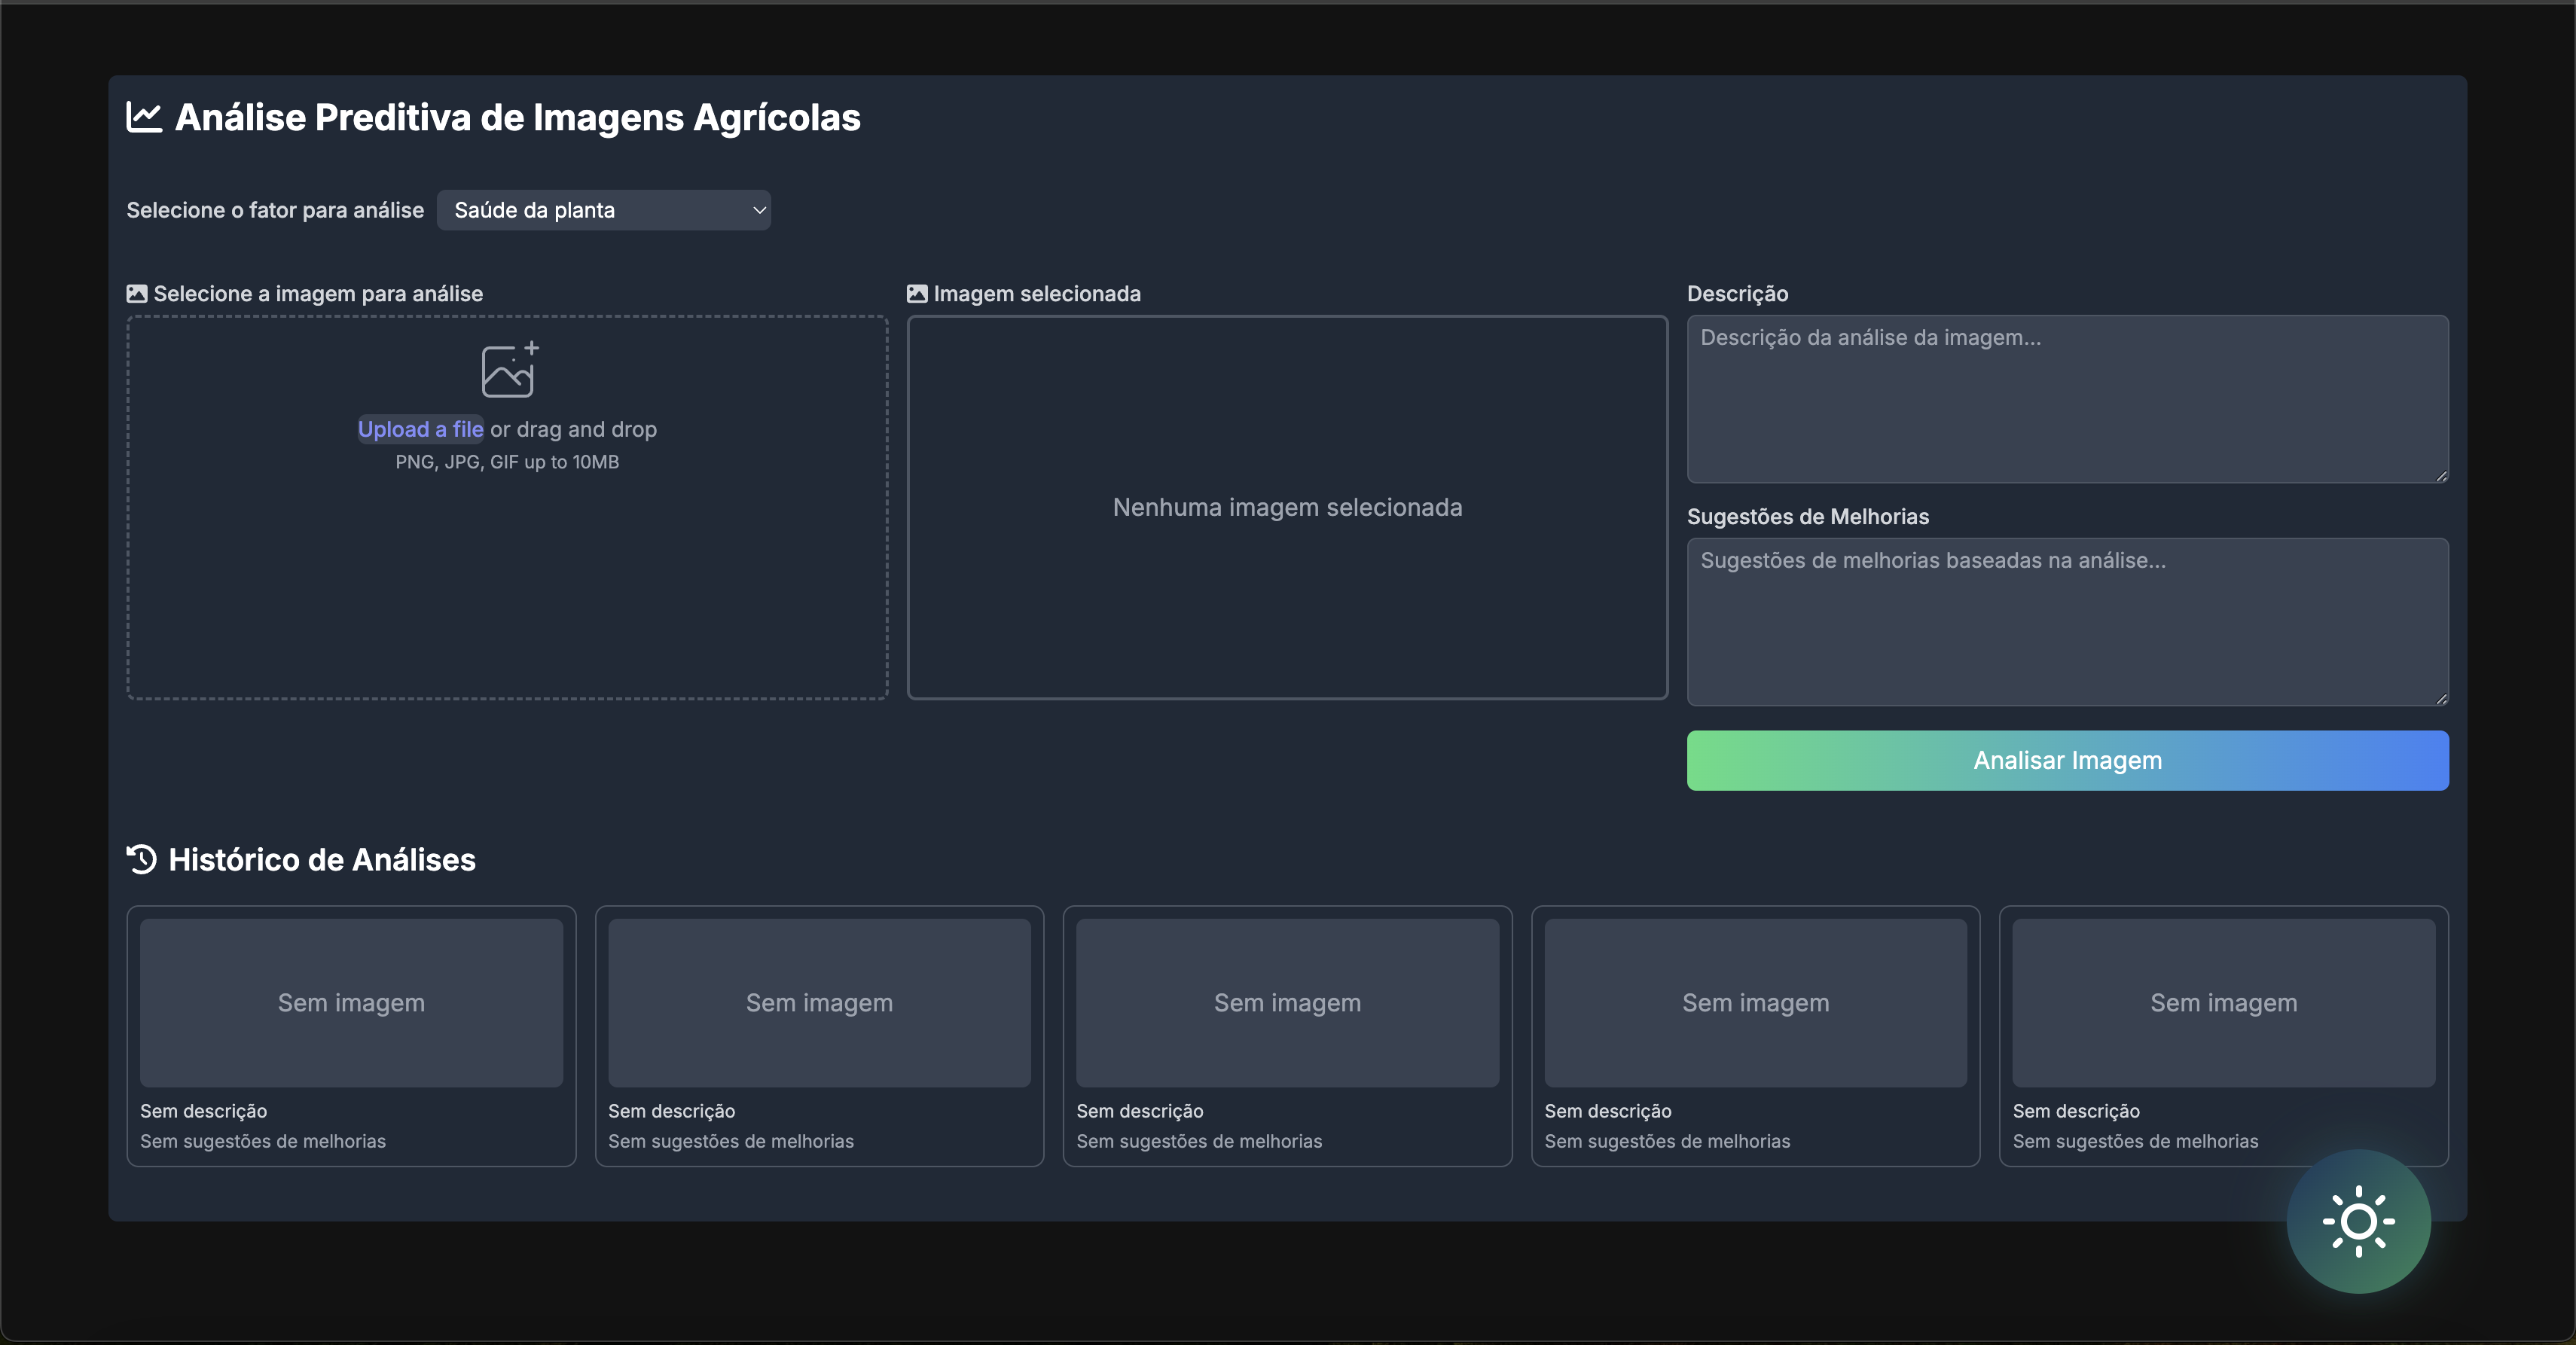 Análise Preditiva de Imagens Agrícolas
Selecione o fator para análise Saúde da planta
Selecione a imagem para análise
Upload a file or drag and drop
PNG, JPG, GIF up to 10MB
Imagem selecionada
Nenhuma imagem selecionada
Descrição
Descrição da análise da imagem...
Sugestões de Melhorias
Sugestões de melhorias baseadas na análise...
Analisar Imagem
Histórico de Análises
Sem imagem
Sem descrição
Sem sugestões de melhorias
Sem imagem
Sem descrição
Sem sugestões de melhorias
Sem imagem
Sem descrição
Sem sugestões de melhorias
Sem imagem
Sem descrição
Sem sugestões de melhorias
Sem imagem
Sem descrição
Sem sugestões de melhorias